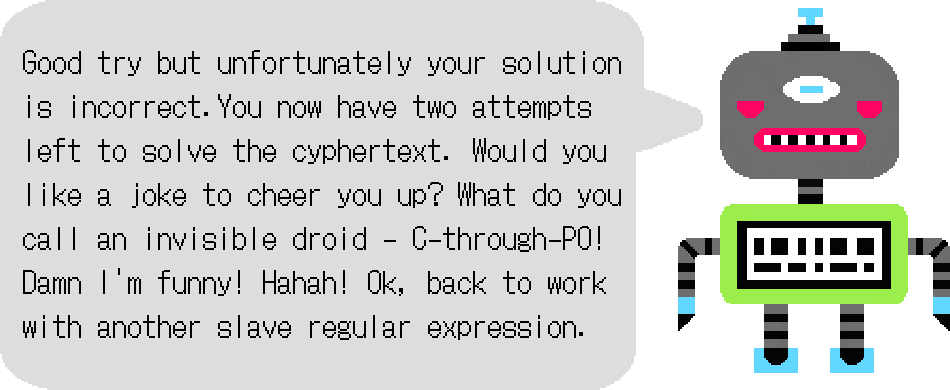 Good try but unfortunately your solution
is incorrect.You now have two attempts
left to solve the cyphertext. Would you
like a joke to cheer you up? What do you
call an invisible droid – C-through-PO!
Damn I'm funny! Hahah! Ok, back to work
with another slave regular expression.